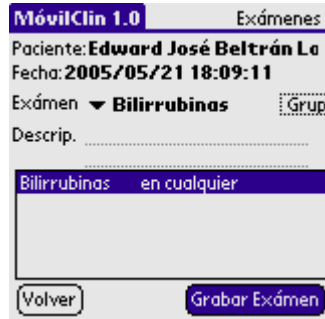 MóvilClin 1.0 Exámenes
Paciente: Edward José Beltrán La
Fecha: 2005/05/21 18:09:11
Exámen Bilirrubinas Grup
Descrip.
Bilirrubinas en cualquier
Volver Grabar Exámen